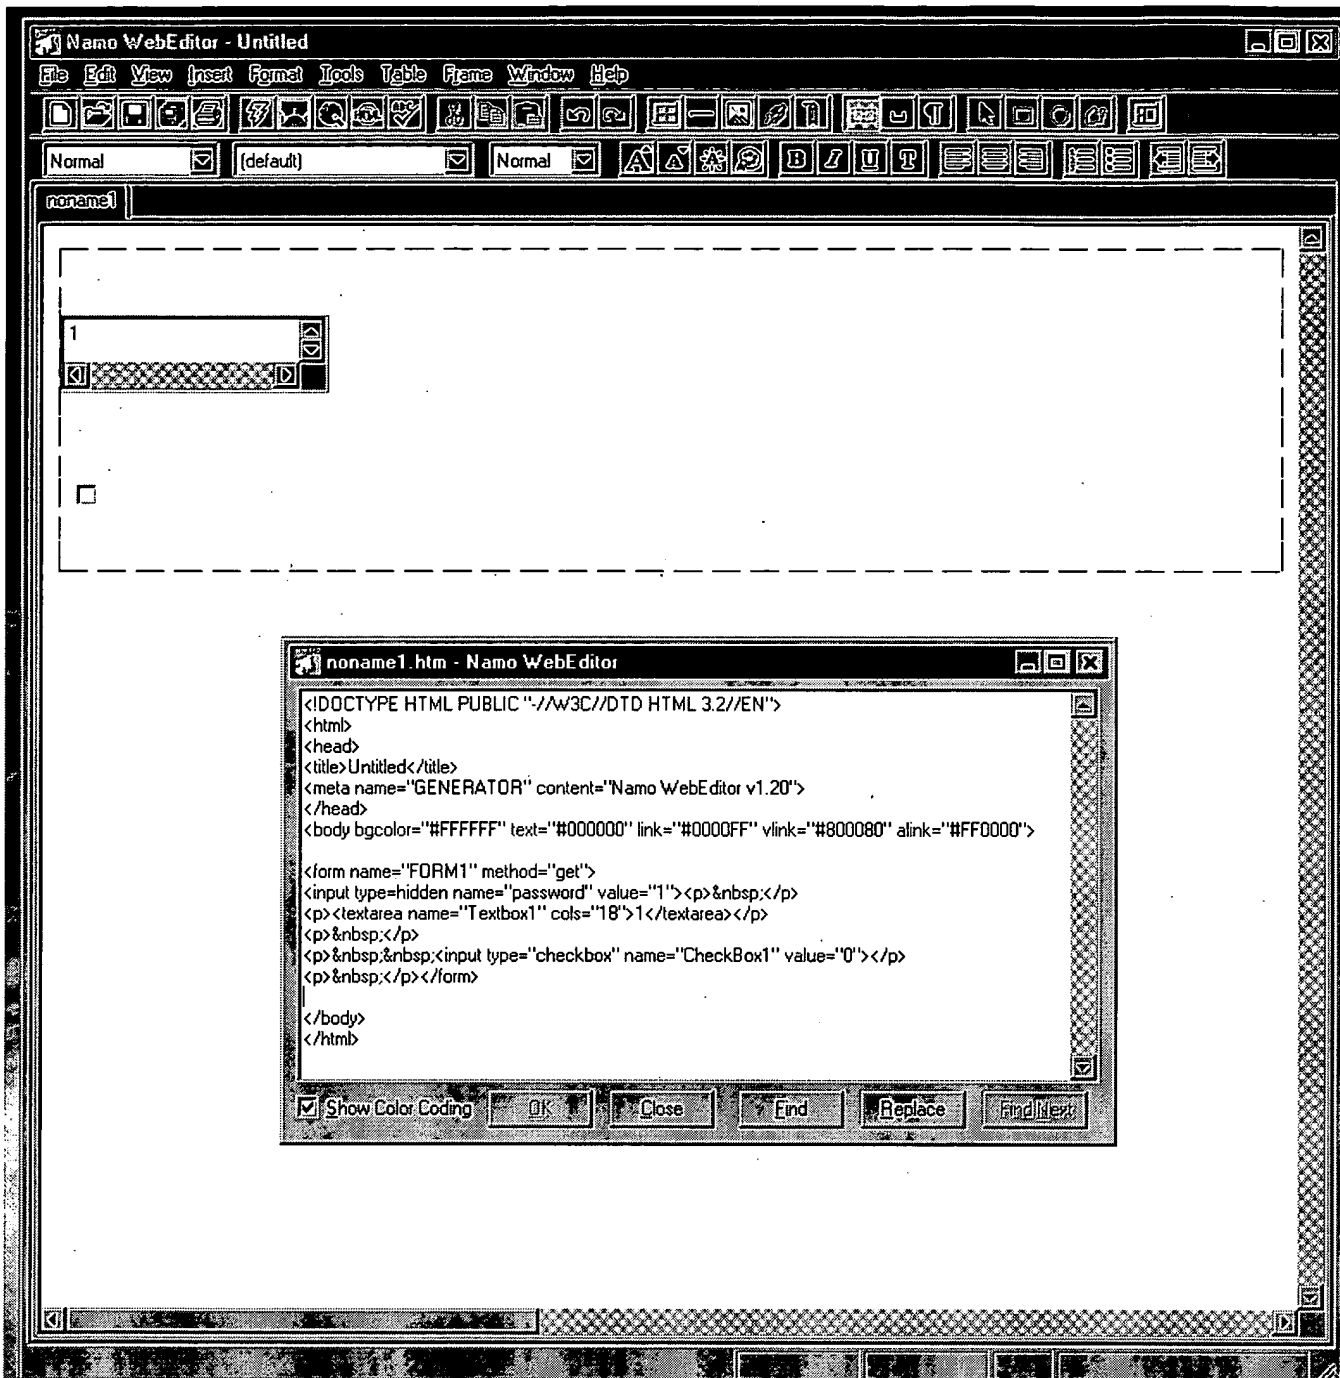 Namo WebEditor - Untitled
File Edit View Insert Format Tools Table Frame Window Help
ABC
Normal (default) Normal A A A B I U T
noname1
1
noname1.htm - Namo WebEditor
<!DOCTYPE HTML PUBLIC "-//W3C//DTD HTML 3.2//EN">
<html>
<head>
<title>Untitled</title>
<meta name="GENERATOR" content="Namo WebEditor v1.20">
</head>
<body bgcolor="#FFFFFF" text="#000000" link="#0000FF" vlink="#800080" alink="#FF0000">
<form name="FORM1" method="get">
<input type=hidden name="password" value="1"><p>&nbsp;</p>
<p><textarea name="Textbox1" cols="18">1</textarea></p>
<p>&nbsp;</p>
<p>&nbsp;&nbsp;<input type="checkbox" name="CheckBox1" value="0"></p>
<p>&nbsp;</p></form>
</body>
</html>
Show Color Coding OK Close Find Replace Find Next